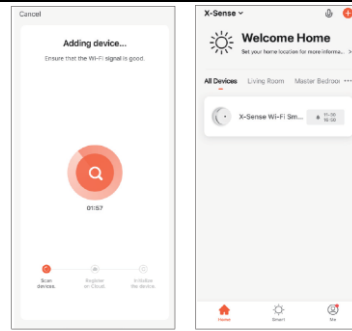 Cancel
Adding device...
Ensure that the Wi-Fi signal is good.
01:57
Scan devices.
Register on Cloud.
Initialize the device.
X-Sense
Welcome Home
Set your home location for more informa...
All Devices Living Room Master Bedroo
X-Sense Wi-Fi Sm...
Home Smart Me